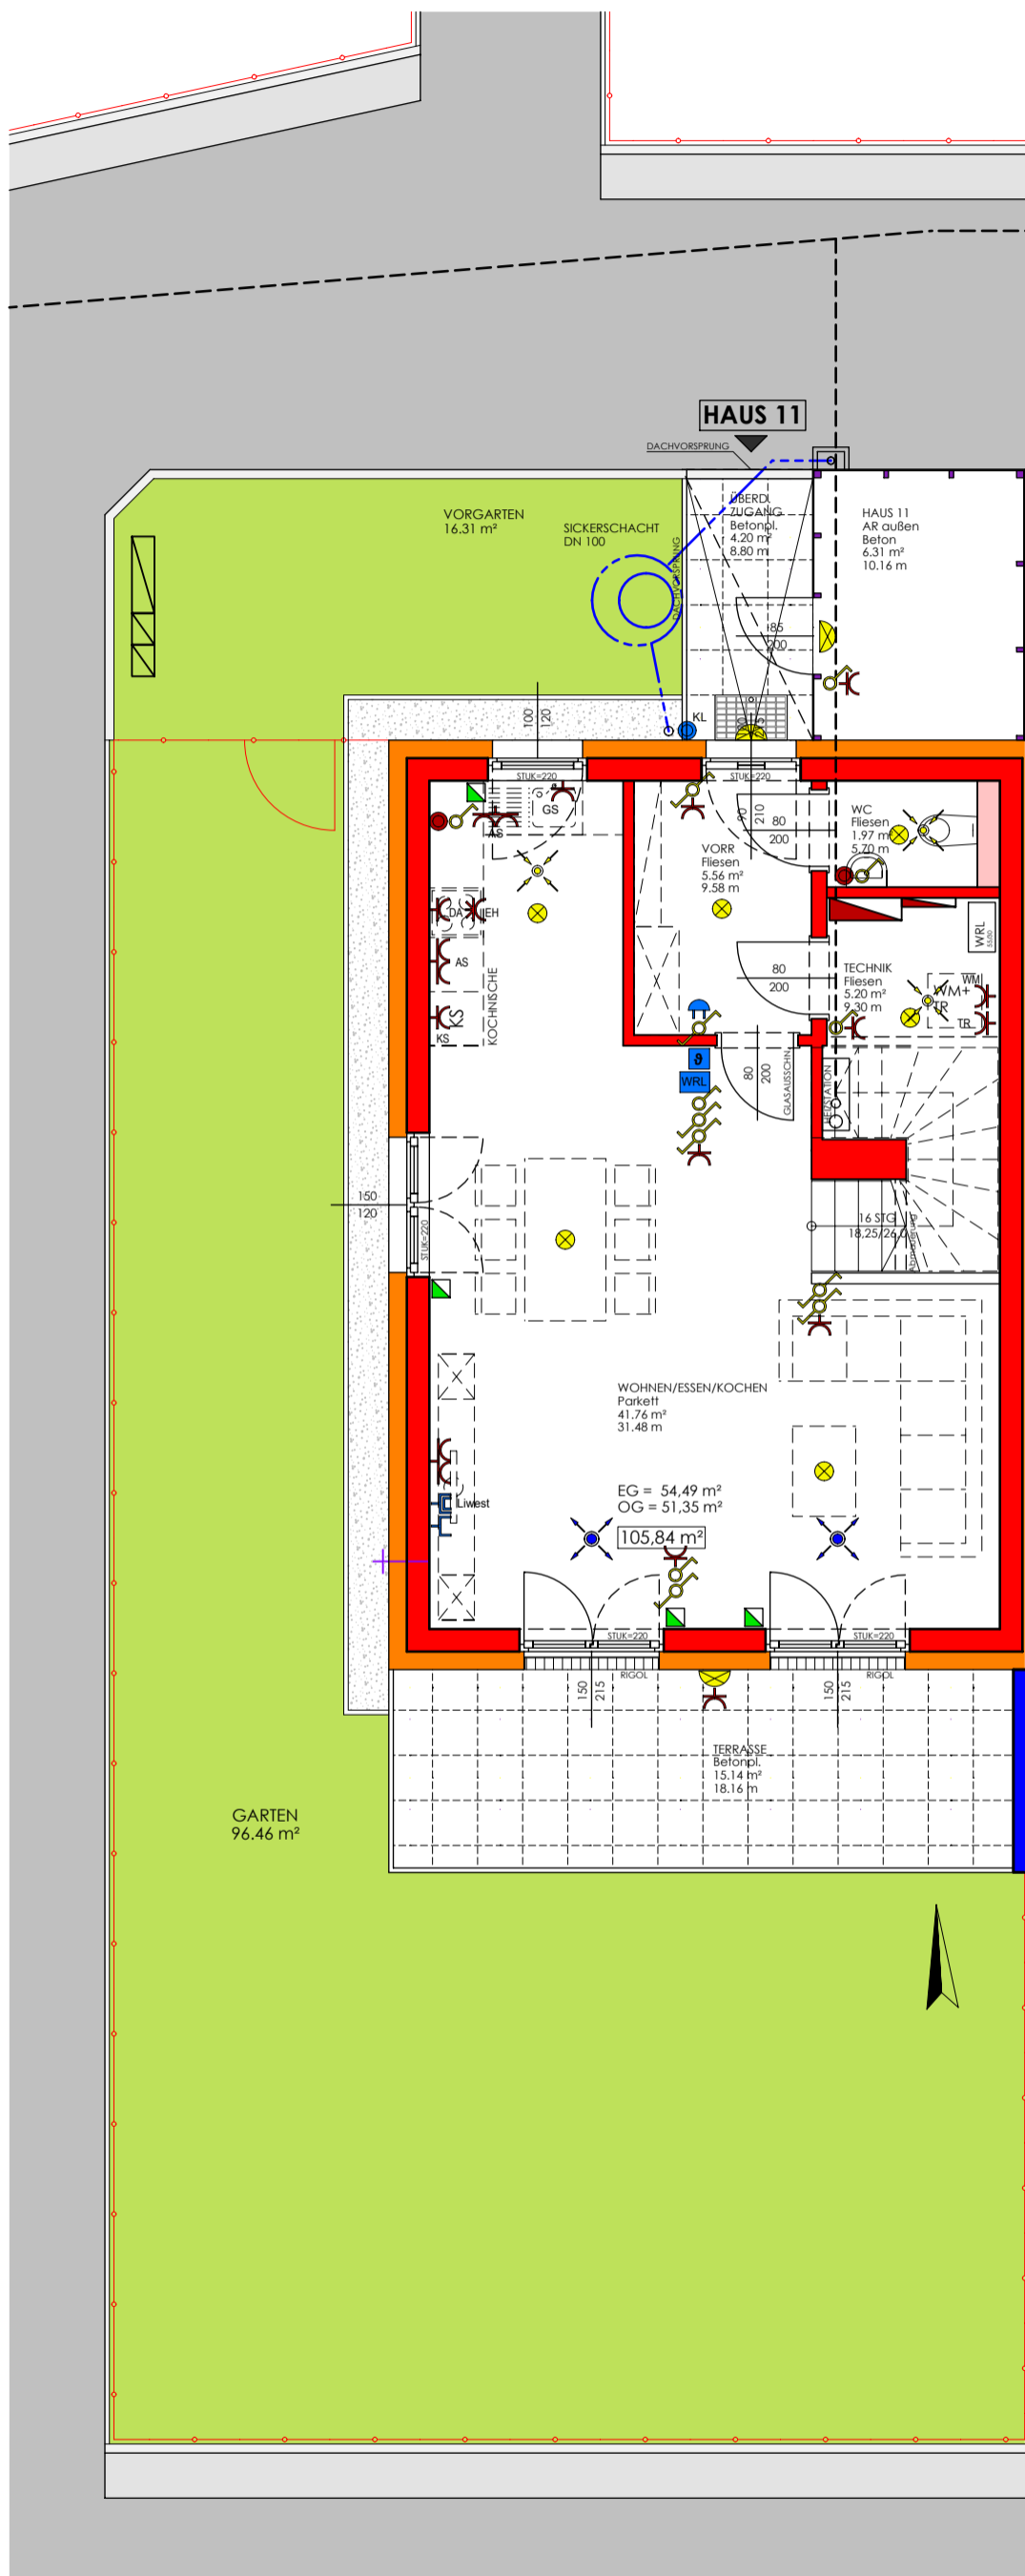 HAUS 11
DACHVORSPRUNG
VORGARTEN
16.31 m²
SICKERSCHACHT
DN 100
DACHVORSPRUNG
ÜBERD.
ZUGANG
Betonpl.
4.20 m²
8.80 m
HAUS 11
AR außen
Beton
6.31 m²
10.16 m
85
200
KL
100
120
STUK=220
STUK=220
GS
AS
90
210
80
200
WC
Fliesen
1.97 m²
5.70 m
VORR
Fliesen
5.56 m²
9.58 m
DA
EH
AS
KS
KS
KOCHNISCHE
WRL
80
200
TECHNIK
Fliesen
5.20 m²
9.30 m
WM
WM+
TR
TR
ϑ
WRL
80
200
GLASAUSSCHN.
HEIZSTATION
150
120
STUK=220
16 STG
18,25/26,0
Abmauerung
WOHNEN/ESSEN/KOCHEN
Parkett
41.76 m²
31.48 m
Liwest
EG = 54,49 m²
OG = 51,35 m²
105,84 m²
STUK=220
STUK=220
RIGOL
RIGOL
150
215
150
215
TERRASSE
Betonpl.
15.14 m²
18.16 m
GARTEN
96.46 m²